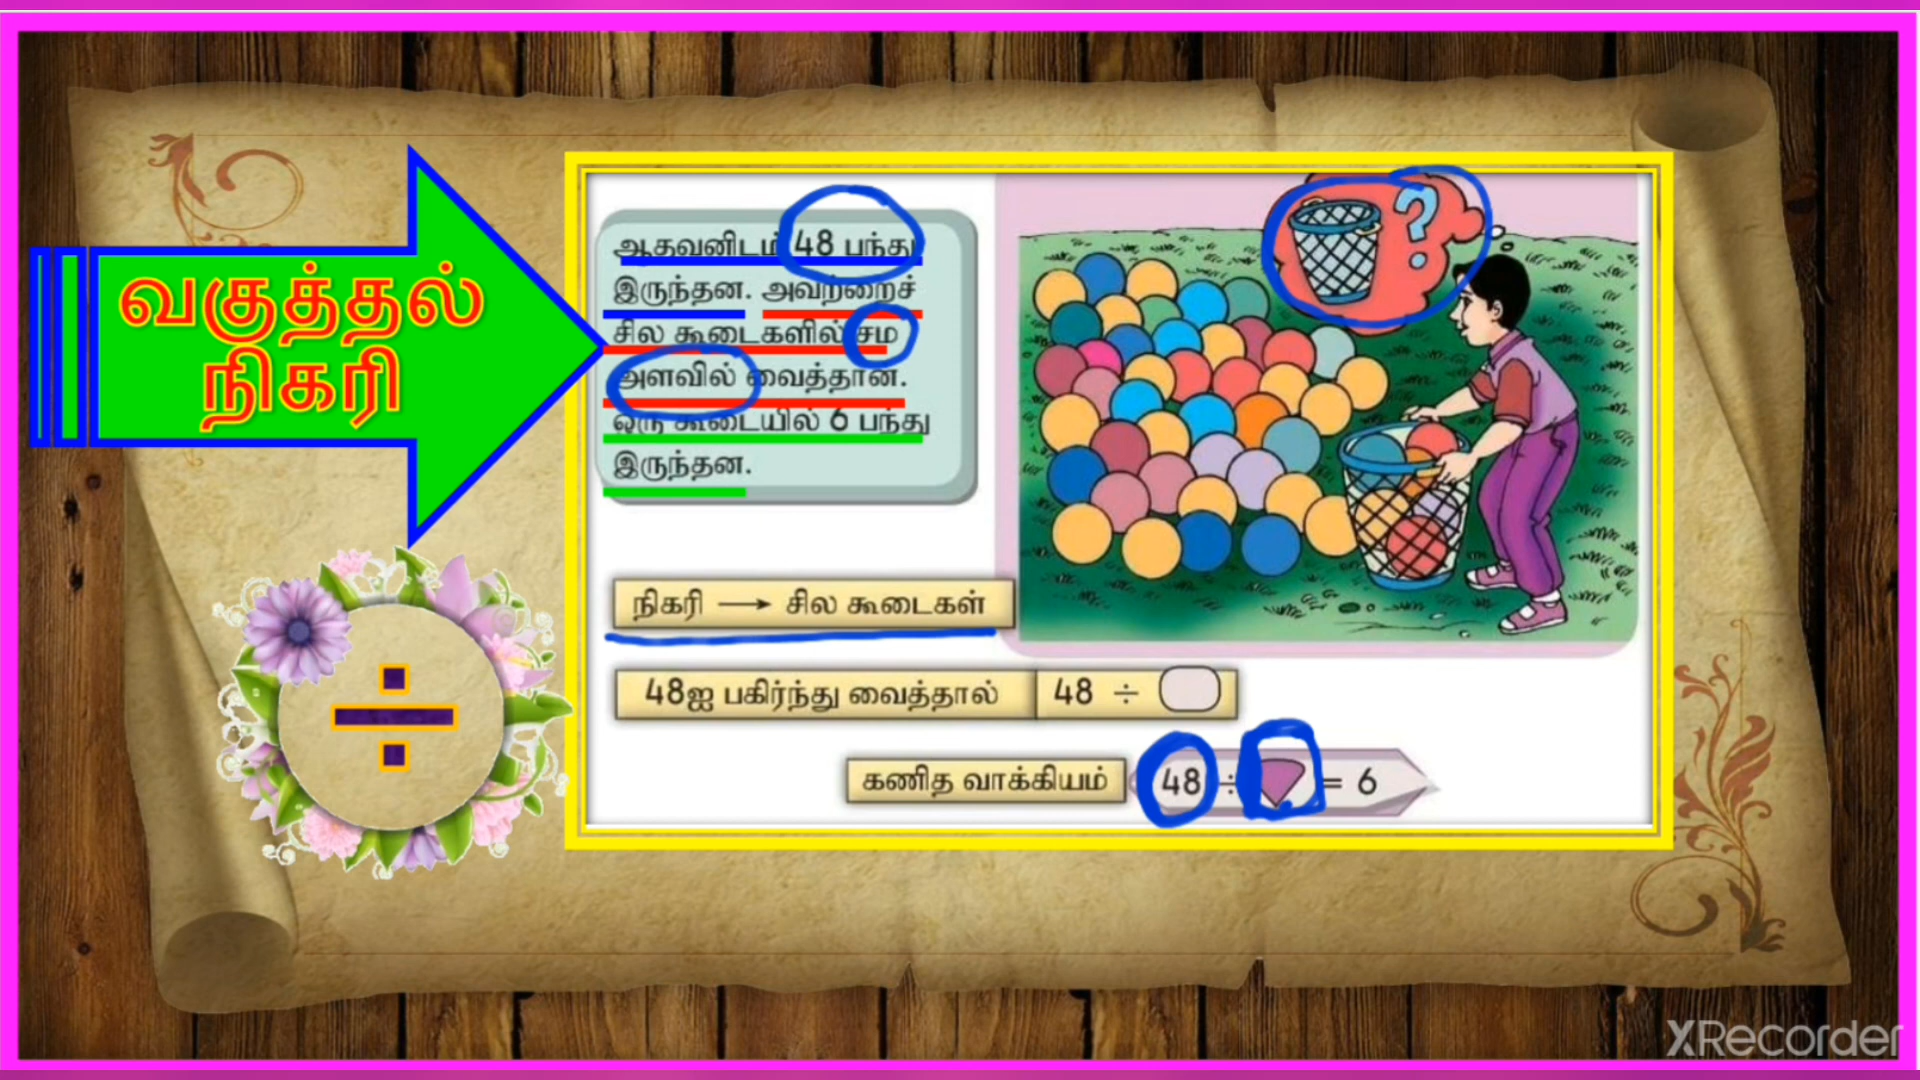 வகுத்தல்
நிகரி
ஆதவனிடம் 48 பந்து
இருந்தன. அவற்றைச்
சில கூடைகளில் சம
அளவில் வைத்தான்.
ஒரு கூடையில் 6 பந்து
இருந்தன.
?
நிகரி → சில கூடைகள்
48ஐ பகிர்ந்து வைத்தால் 48 ÷
கணித வாக்கியம் 48 ÷ = 6
÷
XRecorder